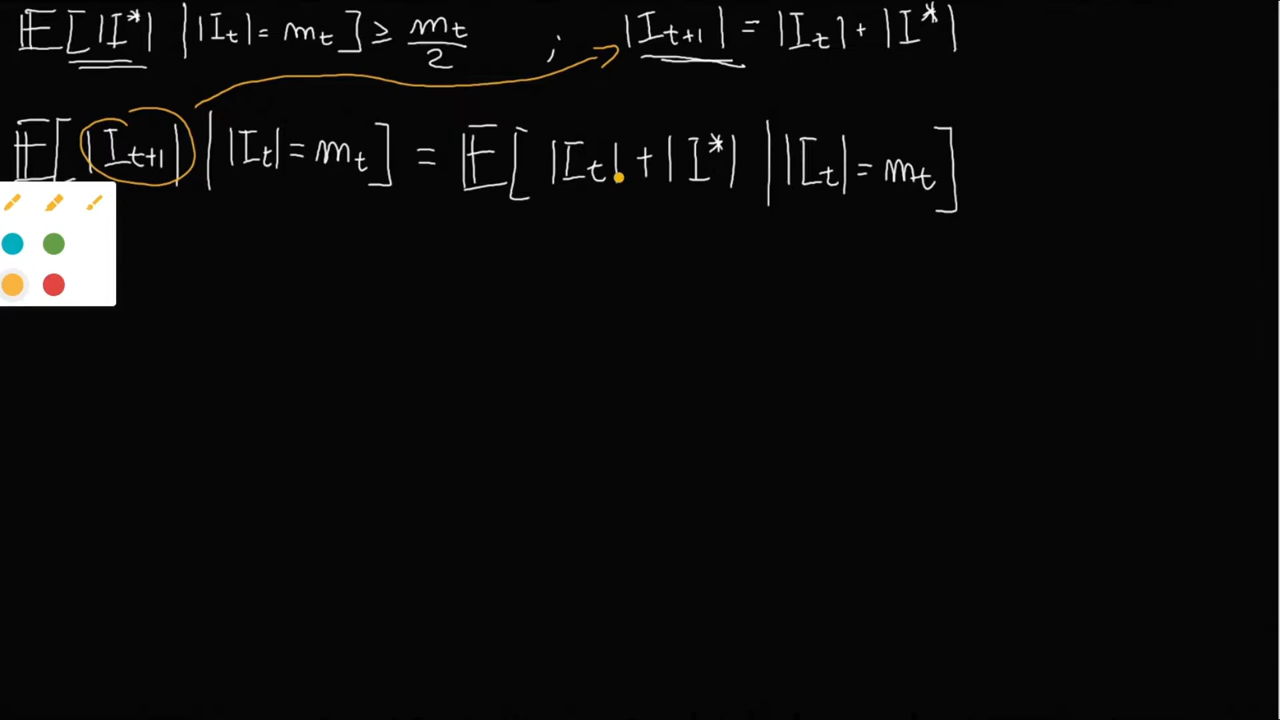 𝔼[|I*| | |I_t| = m_t] ≥ m_t/2 ; |I_{t+1}| = |I_t| + |I*|
𝔼[|I_{t+1}| | |I_t| = m_t] = 𝔼[|I_t| + |I*| | |I_t| = m_t]